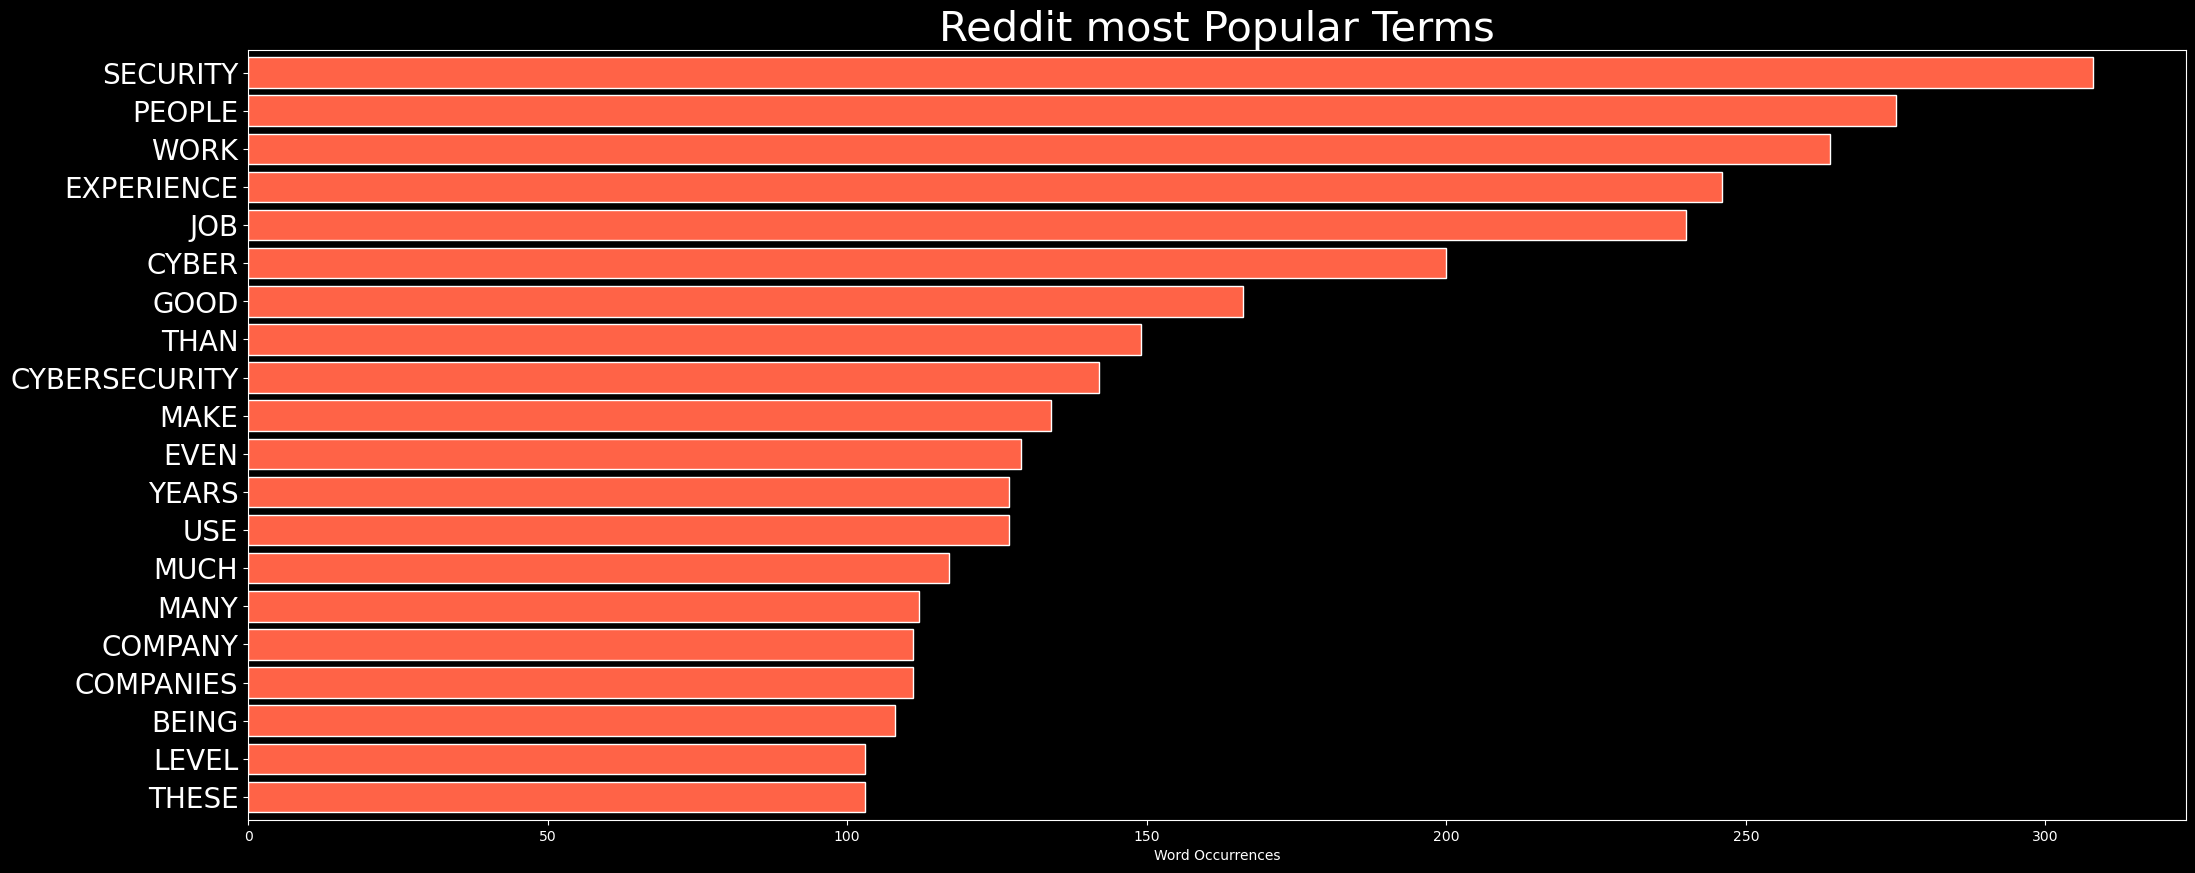 Reddit most Popular Terms
SECURITY
PEOPLE
WORK
EXPERIENCE
JOB
CYBER
GOOD
THAN
CYBERSECURITY
MAKE
EVEN
YEARS
USE
MUCH
MANY
COMPANY
COMPANIES
BEING
LEVEL
THESE
0 50 100 150 200 250 300
Word Occurrences